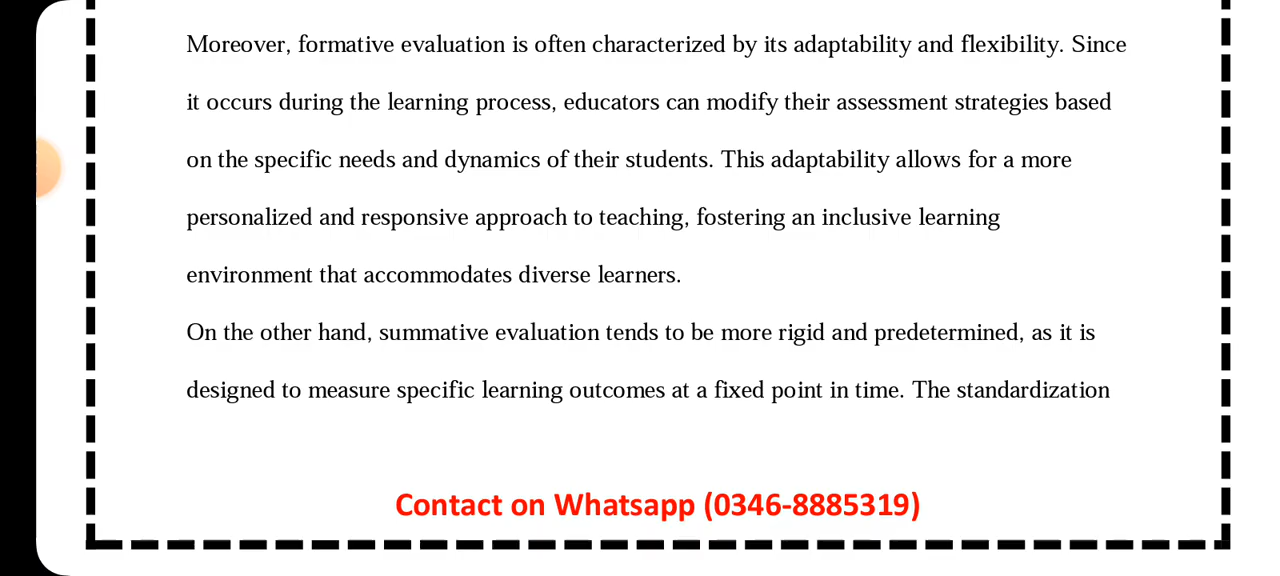 Moreover, formative evaluation is often characterized by its adaptability and flexibility. Since
it occurs during the learning process, educators can modify their assessment strategies based
on the specific needs and dynamics of their students. This adaptability allows for a more
personalized and responsive approach to teaching, fostering an inclusive learning
environment that accommodates diverse learners.
On the other hand, summative evaluation tends to be more rigid and predetermined, as it is
designed to measure specific learning outcomes at a fixed point in time. The standardization
Contact on Whatsapp (0346-8885319)